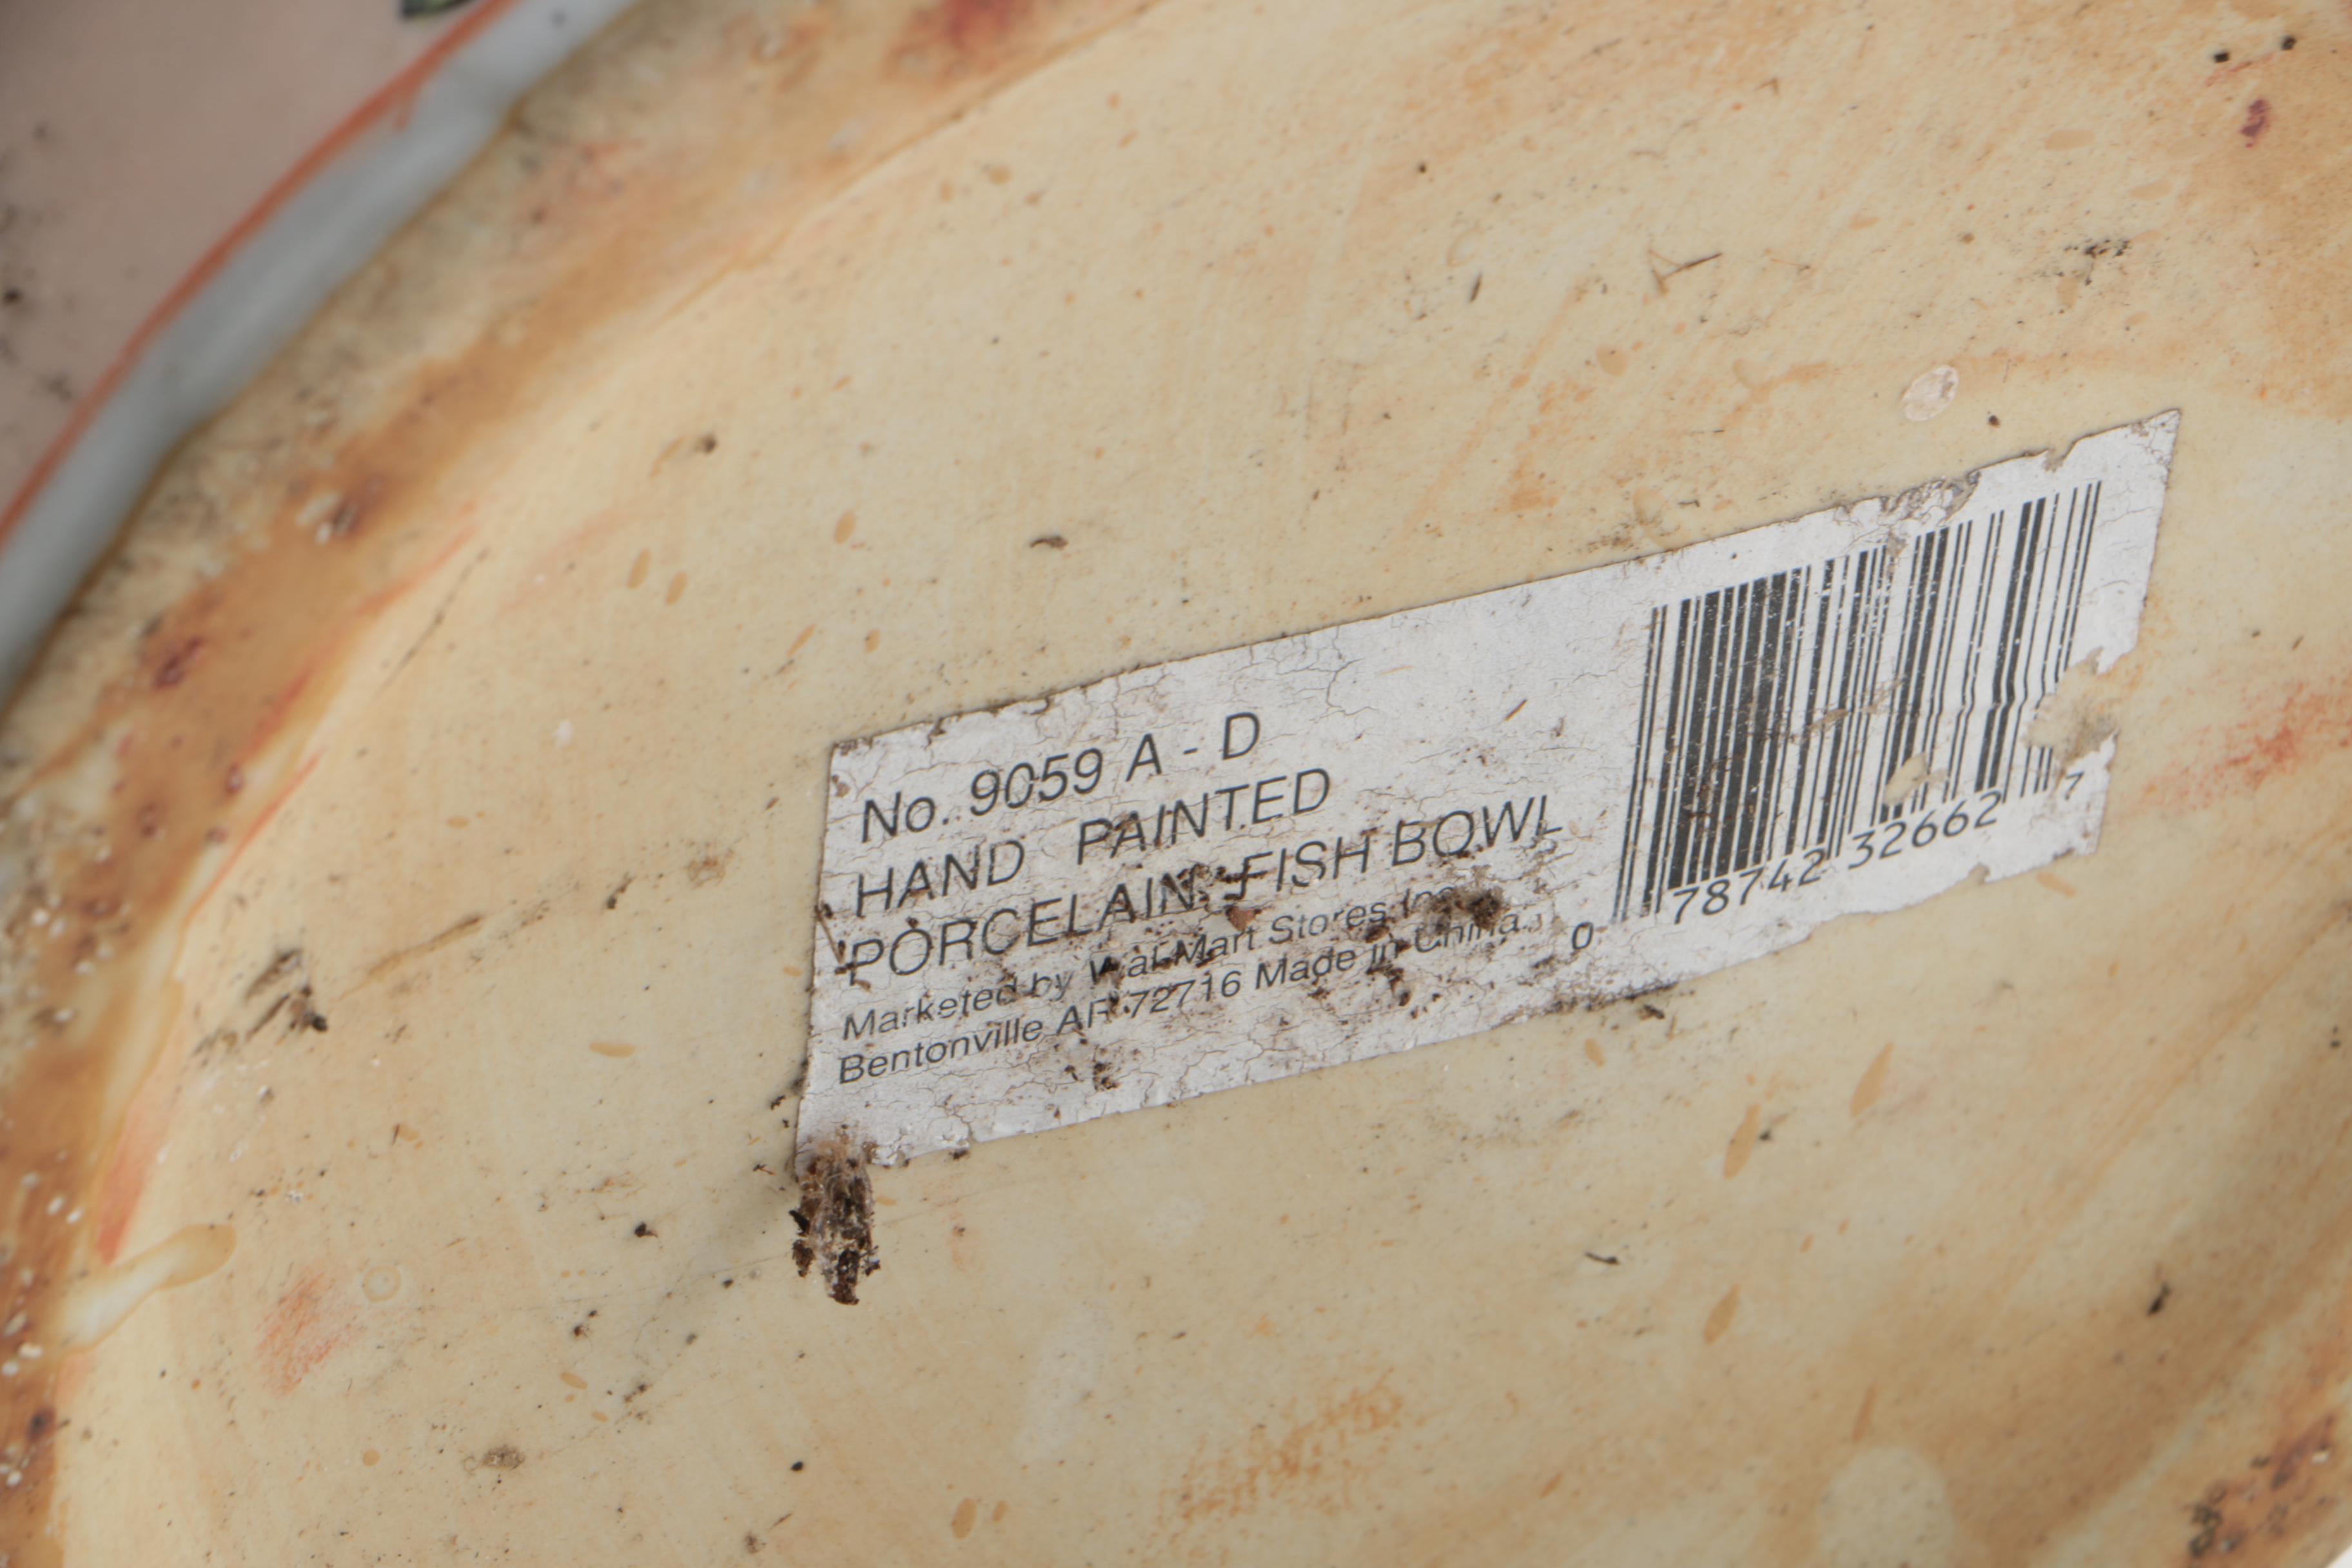 No. 9059 A - D
HAND PAINTED
PORCELAIN FISH BOWL
Marketed by Wal-Mart Stores Inc.
Bentonville AR 72716 Made in China
0 78742 32662 7